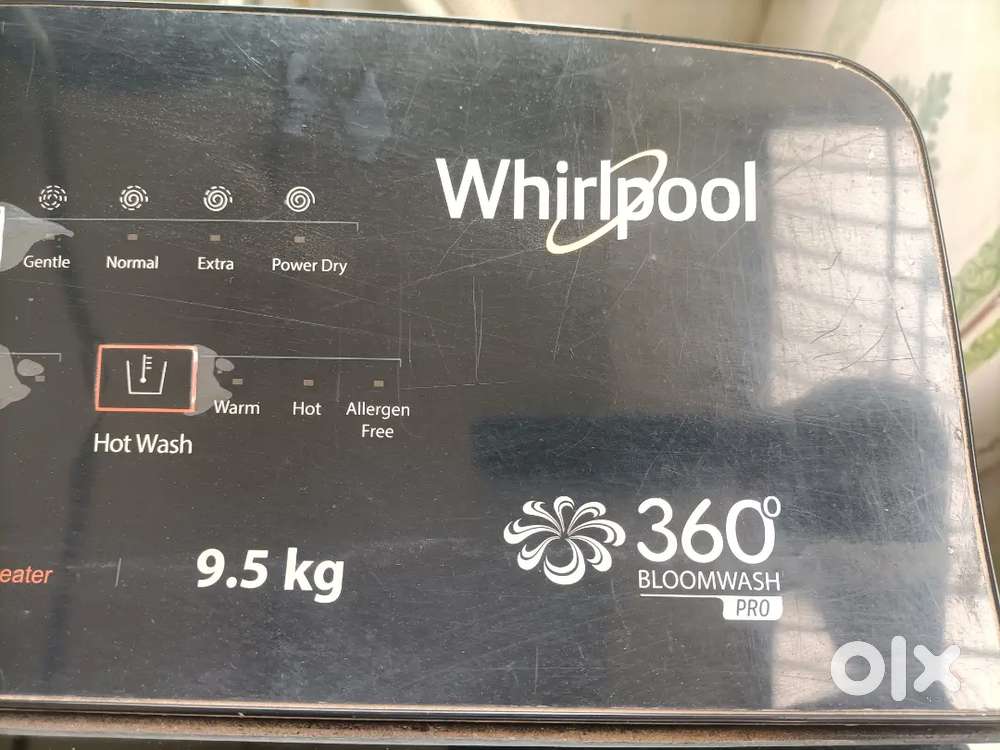 Whirlpool
Gentle Normal Extra Power Dry
Warm Hot Allergen
Free
Hot Wash
360°
BLOOMWASH
PRO
eater | 9.5 kg
olx